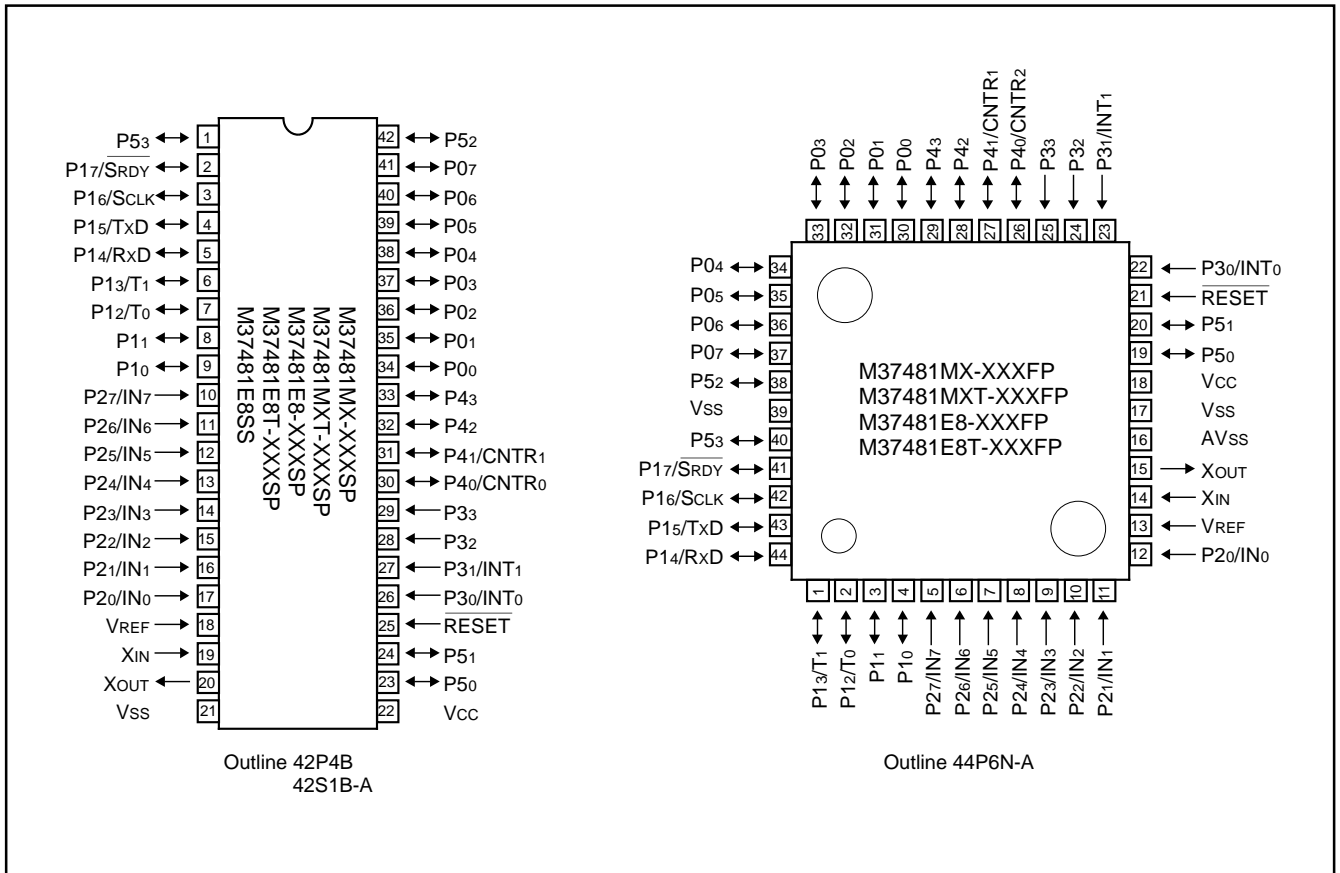 P53
P17/SRDY
P16/SCLK
P15/TXD
P14/RXD
P13/T1
P12/T0
P11
P10
P27/IN7
P26/IN6
P25/IN5
P24/IN4
P23/IN3
P22/IN2
P21/IN1
P20/IN0
VREF
XIN
XOUT
VSS
1
2
3
4
5
6
7
8
9
10
11
12
13
14
15
16
17
18
19
20
21
M37481MX-XXXSP
M37481MXT-XXXSP
M37481E8-XXXSP
M37481E8T-XXXSP
M37481E8SS
42
41
40
39
38
37
36
35
34
33
32
31
30
29
28
27
26
25
24
23
22
P52
P07
P06
P05
P04
P03
P02
P01
P00
P43
P42
P41/CNTR1
P40/CNTR0
P33
P32
P31/INT1
P30/INT0
RESET
P51
P50
VCC
Outline 42P4B
42S1B-A
P03
P02
P01
P00
P43
P42
P41/CNTR1
P40/CNTR2
P33
P32
P31/INT1
33
32
31
30
29
28
27
26
25
24
23
P04
P05
P06
P07
P52
VSS
P53
P17/SRDY
P16/SCLK
P15/TXD
P14/RXD
34
35
36
37
38
39
40
41
42
43
44
M37481MX-XXXFP
M37481MXT-XXXFP
M37481E8-XXXFP
M37481E8T-XXXFP
22
21
20
19
18
17
16
15
14
13
12
P30/INT0
RESET
P51
P50
VCC
VSS
AVSS
XOUT
XIN
VREF
P20/IN0
1
2
3
4
5
6
7
8
9
10
11
P13/T1
P12/T0
P11
P10
P27/IN7
P26/IN6
P25/IN5
P24/IN4
P23/IN3
P22/IN2
P21/IN1
Outline 44P6N-A